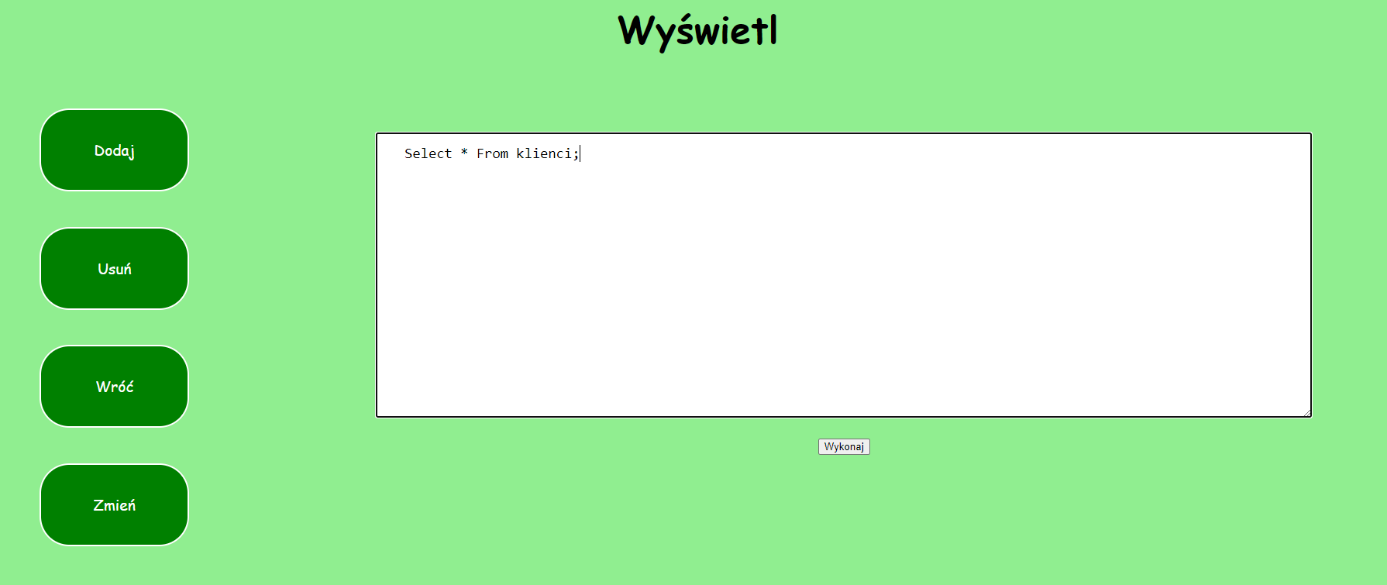 Wyświetl
Dodaj
Usuń
Wróć
Zmień
Select * From klienci;
Wykonaj